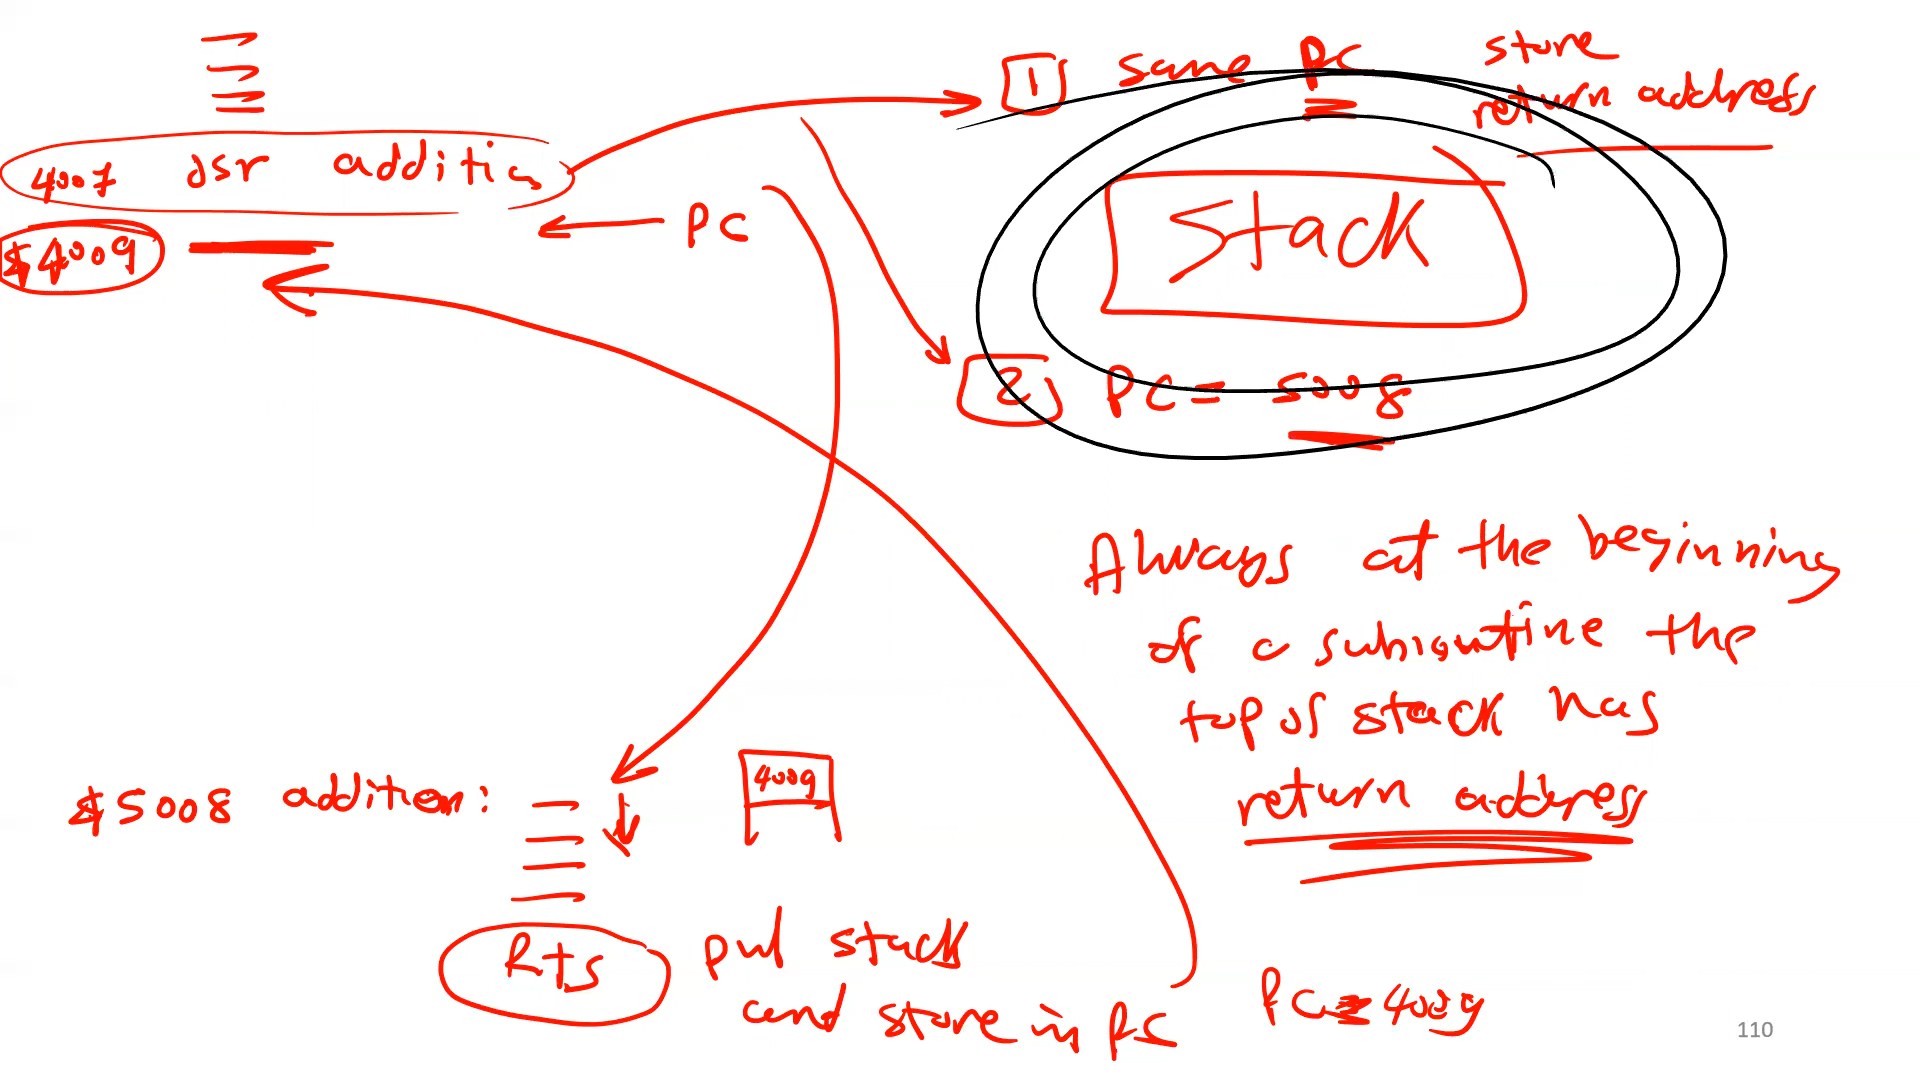 1 same PC
store
return address
4007 jsr addition
$4009
PC
Stack
2 PC = 5008
Always at the beginning
of a subroutine the
top of stack has
return address
$5008 addition:
4009
Rts
pul stack
and store in PC
PC = 4009
110